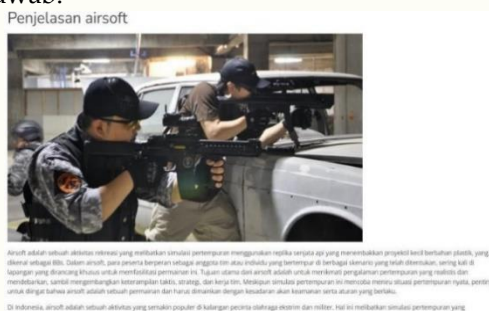 Jawab:
Penjelasan airsoft
Airsoft adalah sebuah aktivitas rekreasi yang melibatkan simulasi pertempuran menggunakan replika senjata api yang menembakkan proyektil kecil berbahan plastik, yang
dikenal sebagai BBs. Dalam airsoft, para peserta berperan sebagai anggota tim atau individu yang bertempur di berbagai skenario yang telah ditentukan, sering kali di
lapangan yang dirancang khusus untuk memfasilitasi permainan ini. Tujuan utama dari airsoft adalah untuk menikmati pengalaman pertempuran yang realistis dan
mendebarkan, sambil mengembangkan keterampilan taktis, strategi, dan kerja tim. Meskipun simulasi pertempuran ini mencoba meniru situasi pertempuran nyata, penting
untuk diingat bahwa airsoft adalah sebuah permainan dan harus dimainkan dengan kesadaran akan keamanan serta aturan yang berlaku.
Di Indonesia, airsoft adalah sebuah aktivitas yang semakin populer di kalangan pecinta olahraga ekstrim dan militer. Hal ini melibatkan simulasi pertempuran yang